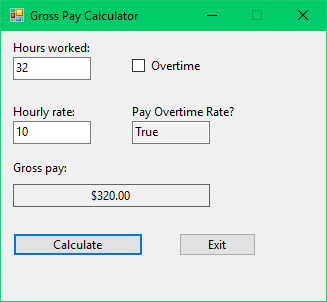 Gross Pay Calculator
Hours worked:
32
Overtime
Hourly rate:
Pay Overtime Rate?
10
True
Gross pay:
$320.00
Calculate
Exit